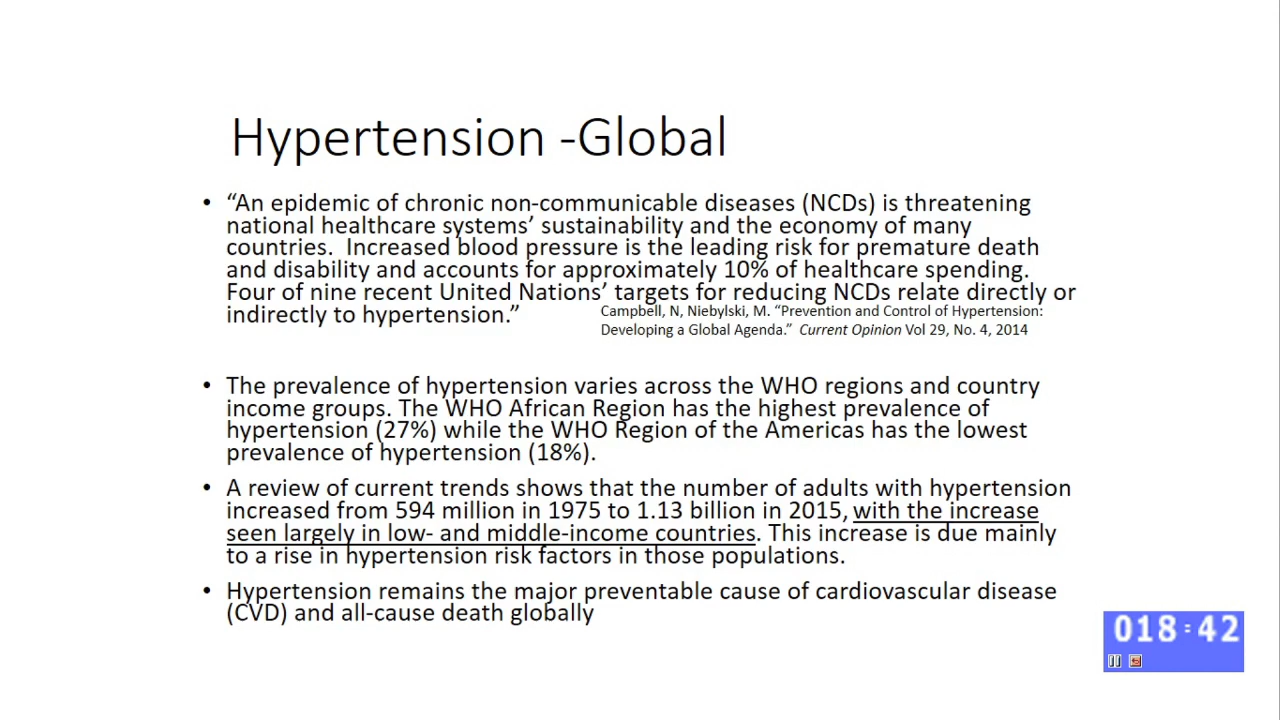 Hypertension -Global
• “An epidemic of chronic non-communicable diseases (NCDs) is threatening
national healthcare systems’ sustainability and the economy of many
countries.  Increased blood pressure is the leading risk for premature death
and disability and accounts for approximately 10% of healthcare spending.
Four of nine recent United Nations’ targets for reducing NCDs relate directly or
indirectly to hypertension.”
Campbell, N, Niebylski, M. “Prevention and Control of Hypertension:
Developing a Global Agenda.”  Current Opinion Vol 29, No. 4, 2014
• The prevalence of hypertension varies across the WHO regions and country
income groups. The WHO African Region has the highest prevalence of
hypertension (27%) while the WHO Region of the Americas has the lowest
prevalence of hypertension (18%).
• A review of current trends shows that the number of adults with hypertension
increased from 594 million in 1975 to 1.13 billion in 2015, with the increase
seen largely in low- and middle-income countries. This increase is due mainly
to a rise in hypertension risk factors in those populations.
• Hypertension remains the major preventable cause of cardiovascular disease
(CVD) and all-cause death globally
018:42